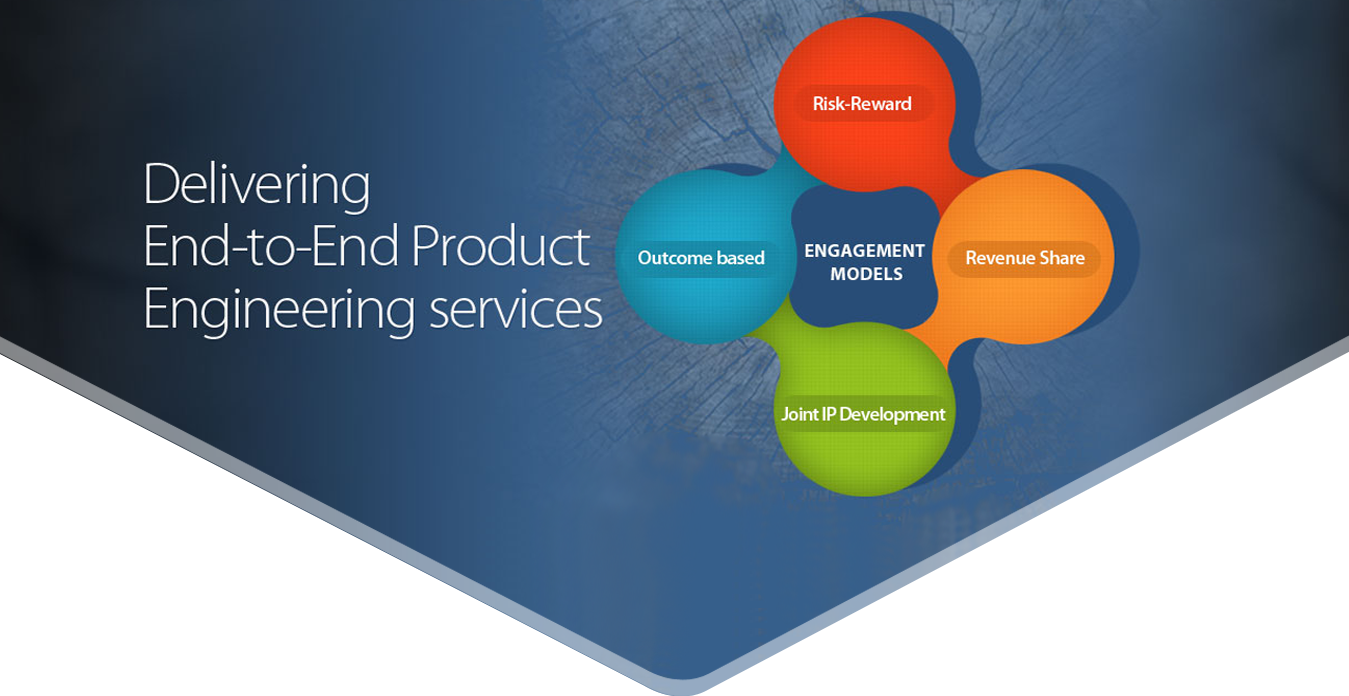 Delivering
End-to-End Product
Engineering services
Risk-Reward
Outcome based
ENGAGEMENT
MODELS
Revenue Share
Joint IP Development